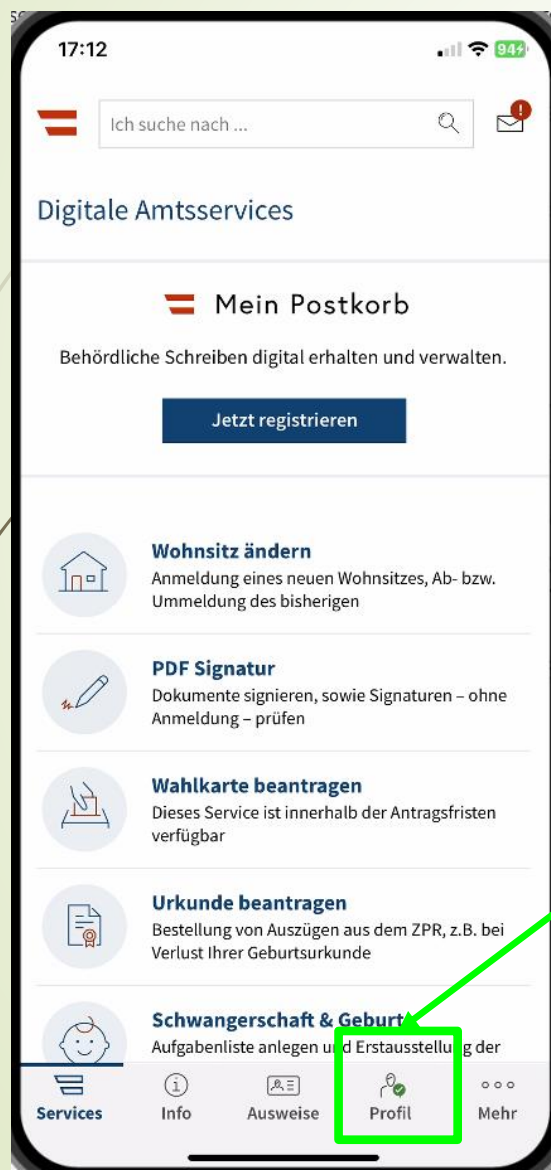 17:12
94
Ich suche nach ...
Digitale Amtsservices
Mein Postkorb
Behördliche Schreiben digital erhalten und verwalten.
Jetzt registrieren
Wohnsitz ändern
Anmeldung eines neuen Wohnsitzes, Ab- bzw.
Ummeldung des bisherigen
PDF Signatur
Dokumente signieren, sowie Signaturen – ohne
Anmeldung – prüfen
Wahlkarte beantragen
Dieses Service ist innerhalb der Antragsfristen
verfügbar
Urkunde beantragen
Bestellung von Auszügen aus dem ZPR, z.B. bei
Verlust Ihrer Geburtsurkunde
Schwangerschaft & Geburt
Aufgabenliste anlegen und Erstausstellung der
Services
Info
Ausweise
Profil
Mehr